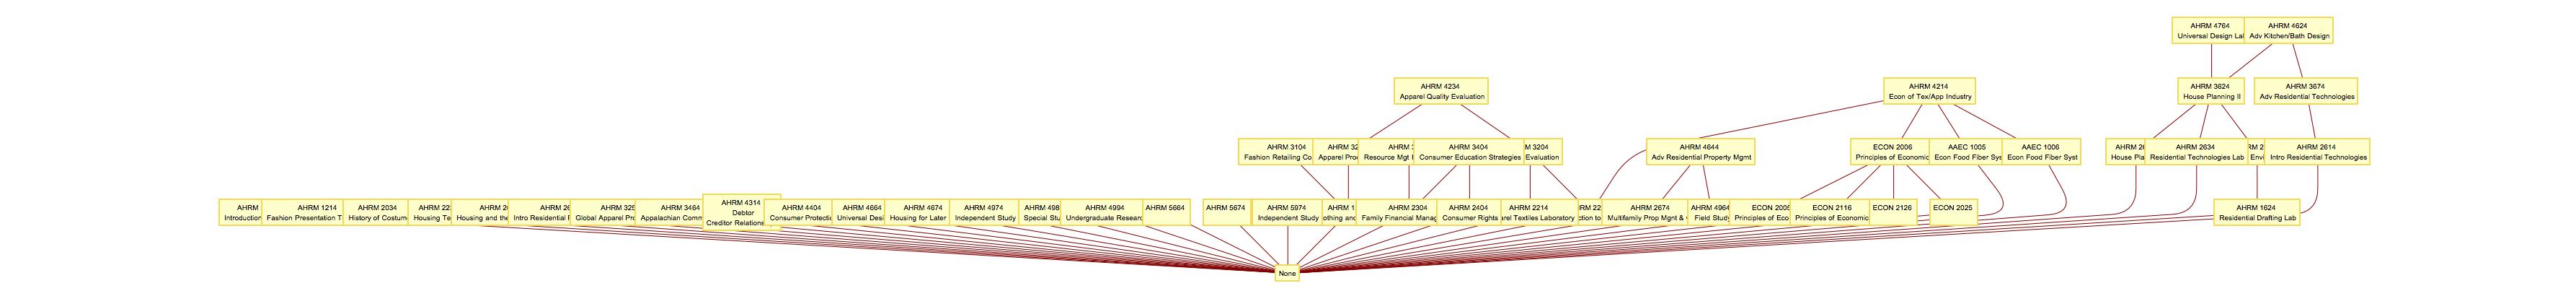 AHRM 4764
Universal Design Lab
AHRM 4624
Adv Kitchen/Bath Design
AHRM 4234
Apparel Quality Evaluation
AHRM 4214
Econ of Tex/App Industry
AHRM 3624
House Planning II
AHRM 3674
Adv Residential Technologies
AHRM 3104
Fashion Retailing Co
AHRM 32
Apparel Pro
AHRM 3
Resource Mgt
AHRM 3404
Consumer Education Strategies
M 3204
Evaluation
AHRM 4644
Adv Residential Property Mgmt
ECON 2006
Principles of Economic
AAEC 1005
Econ Food Fiber Sys
AAEC 1006
Econ Food Fiber Syst
AHRM 2
House Pla
AHRM 2634
Residential Technologies Lab
RM 2
Envi
AHRM 2614
Intro Residential Technologies
AHRM
Introduction
AHRM 1214
Fashion Presentation T
AHRM 2034
History of Costum
AHRM 22
Housing Te
AHRM 2
Housing and the
AHRM 26
Intro Residential
AHRM 325
Global Apparel Pr
AHRM 3464
Appalachian Comm
AHRM 4314
Debtor
Creditor Relations
AHRM 4404
Consumer Protecti
AHRM 4664
Universal Desi
AHRM 4674
Housing for Later
AHRM 4974
Independent Study
AHRM 498
Special Stu
AHRM 4994
Undergraduate Researc
AHRM 5664
AHRM 5674
AHRM 5974
Independent Study
AHRM 1
othing and
AHRM 2304
Family Financial Manag
AHRM 2404
Consumer Rights
AHRM 2214
rel Textiles Laboratory
RM 22
ction to
AHRM 2674
Multifamily Prop Mgnt &
AHRM 4964
Field Study
ECON 2005
Principles of Eco
ECON 2116
Principles of Economic
ECON 2126
ECON 2025
AHRM 1624
Residential Drafting Lab
None